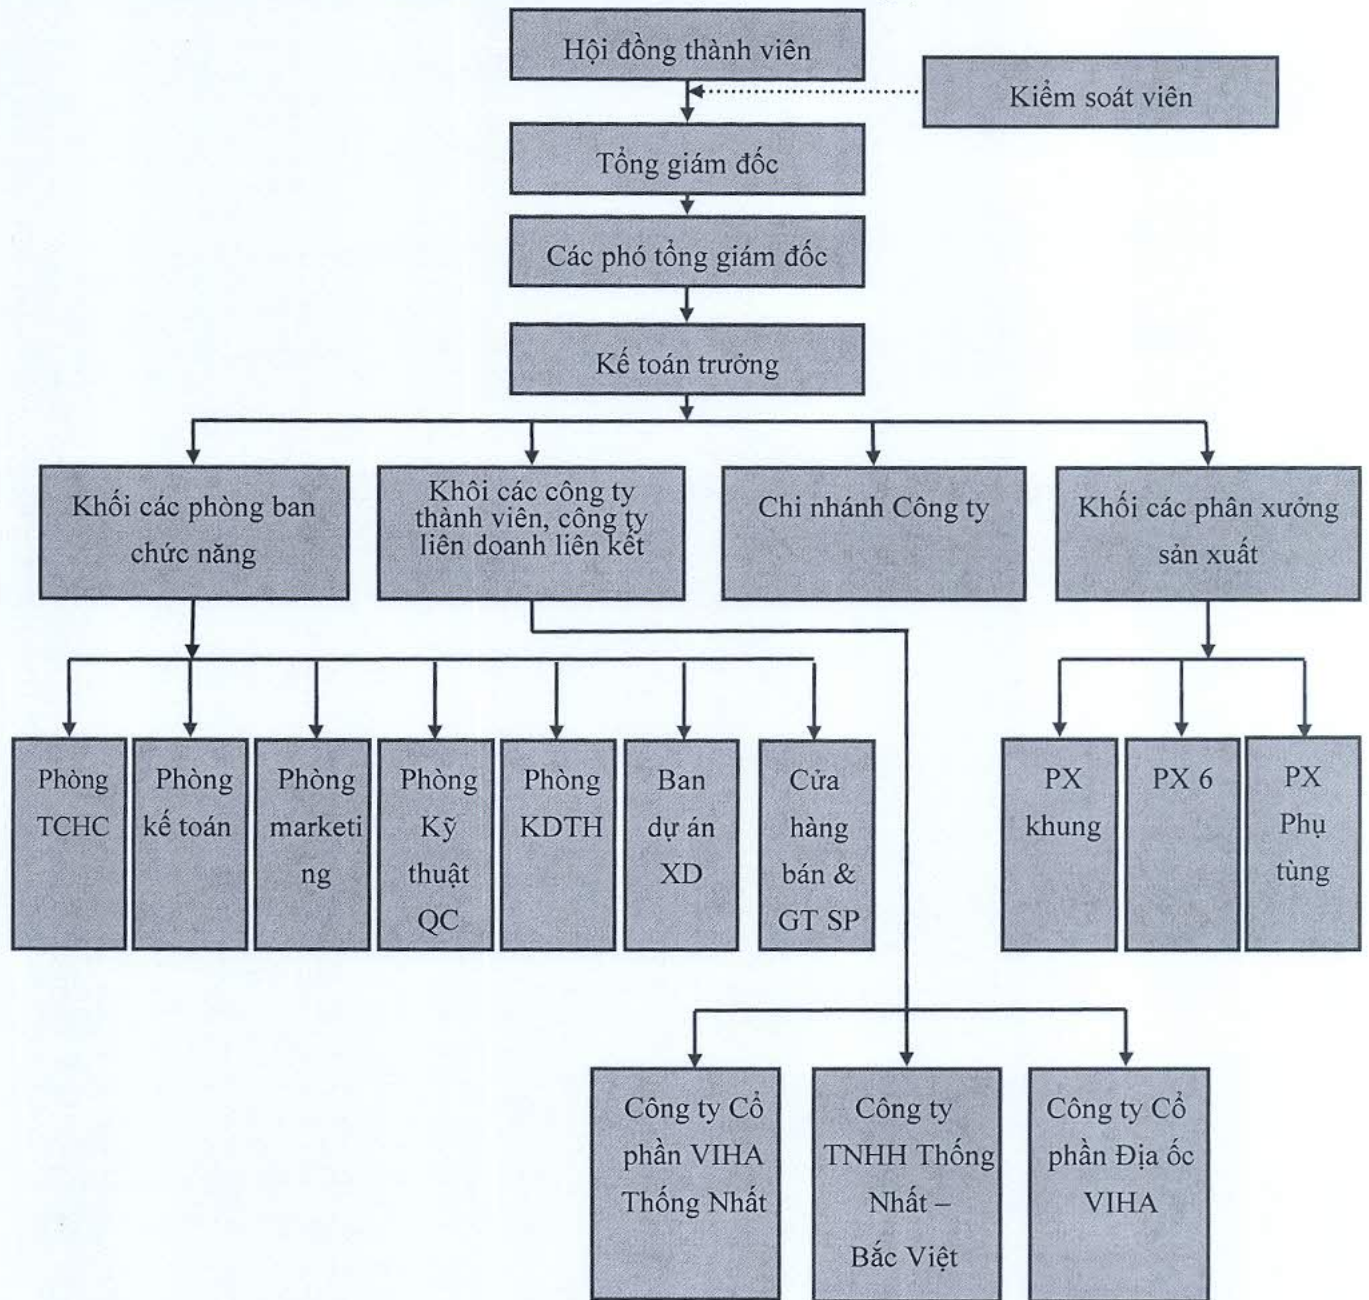 Hội đồng thành viên
Kiểm soát viên
Tổng giám đốc
Các phó tổng giám đốc
Kế toán trưởng
Khối các phòng ban
chức năng
Khôi các công ty
thành viên, công ty
liên doanh liên kết
Chi nhánh Công ty
Khối các phân xưởng
sản xuất
Phòng
TCHC
Phòng
kế toán
Phòng
marketi
ng
Phòng
Kỹ
thuật
QC
Phòng
KDTH
Ban
dự án
XD
Cửa
hàng
bán &
GT SP
PX
khung
PX 6
PX
Phụ
tùng
Công ty Cổ
phần VIHA
Thống Nhất
Công ty
TNHH Thống
Nhất –
Bắc Việt
Công ty Cổ
phần Địa ốc
VIHA